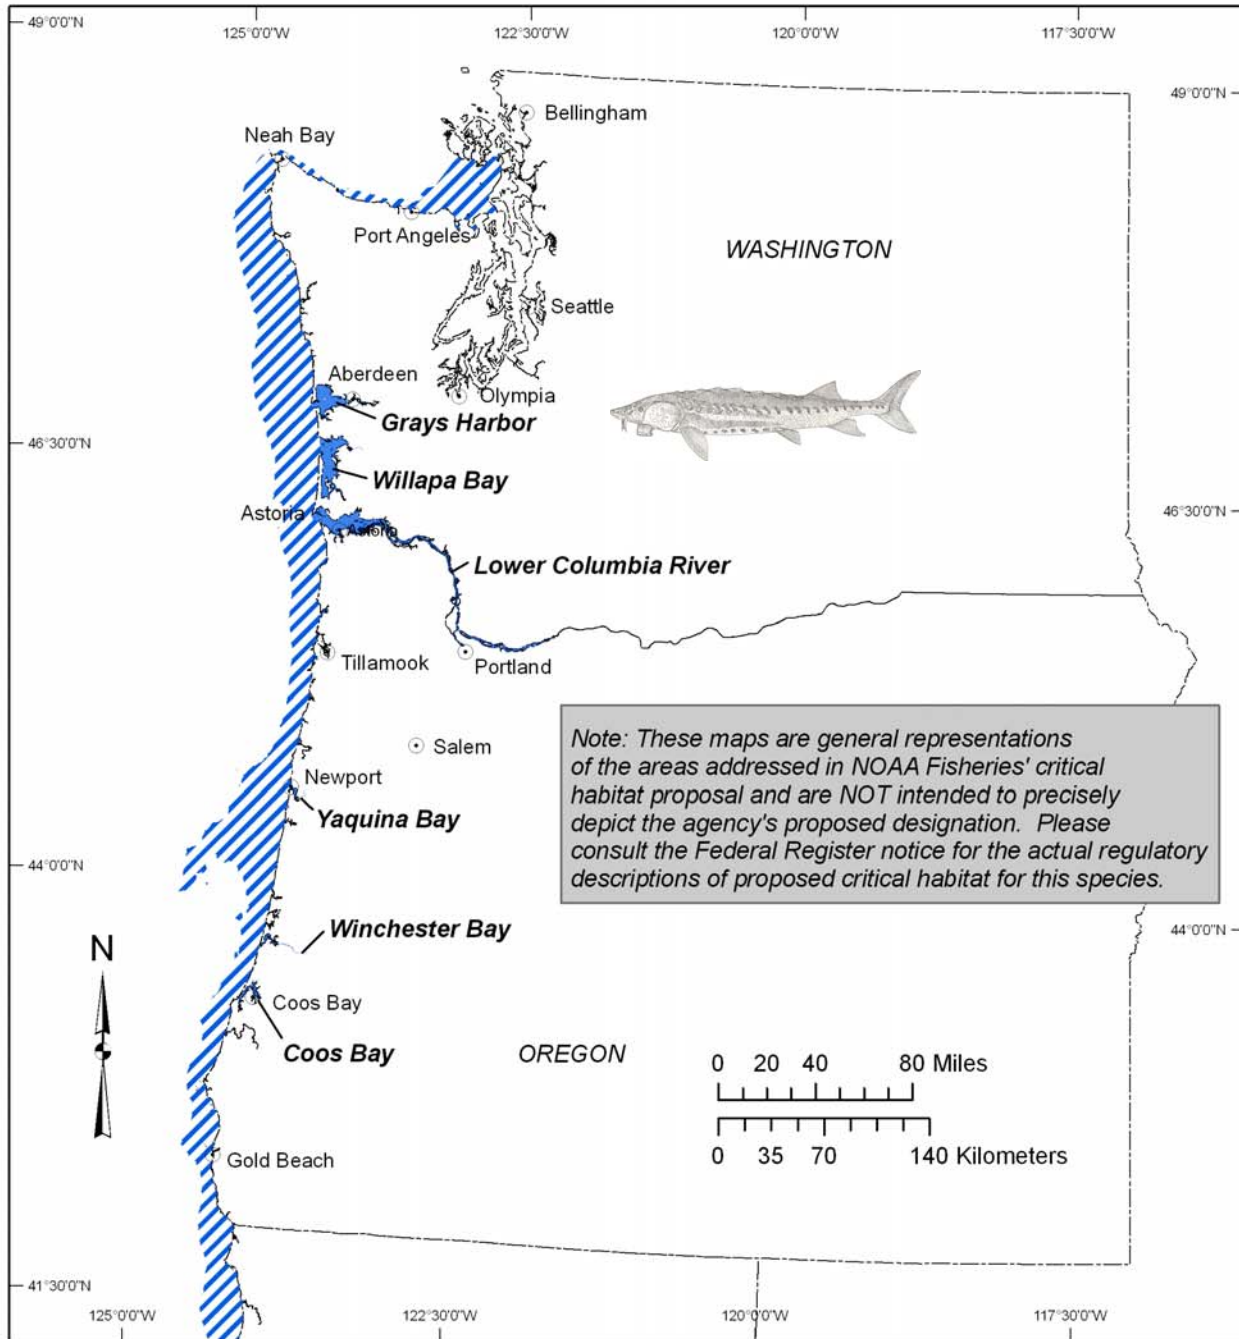 125°0'0"W 122°30'0"W 120°0'0"W 117°30'0"W
49°0'0"N
49°0'0"N
Bellingham
Neah Bay
Port Angeles
WASHINGTON
Seattle
Aberdeen
Olympia
Grays Harbor
46°30'0"N
Willapa Bay
Astoria
46°30'0"N
Astoria
Lower Columbia River
Tillamook
Portland
Salem
Note: These maps are general representations
of the areas addressed in NOAA Fisheries' critical
habitat proposal and are NOT intended to precisely
depict the agency's proposed designation. Please
consult the Federal Register notice for the actual regulatory
descriptions of proposed critical habitat for this species.
Newport
Yaquina Bay
44°0'0"N
Winchester Bay
44°0'0"N
N
Coos Bay
Coos Bay
OREGON
0 20 40 80 Miles
0 35 70 140 Kilometers
Gold Beach
41°30'0"N
125°0'0"W 122°30'0"W 120°0'0"W 117°30'0"W